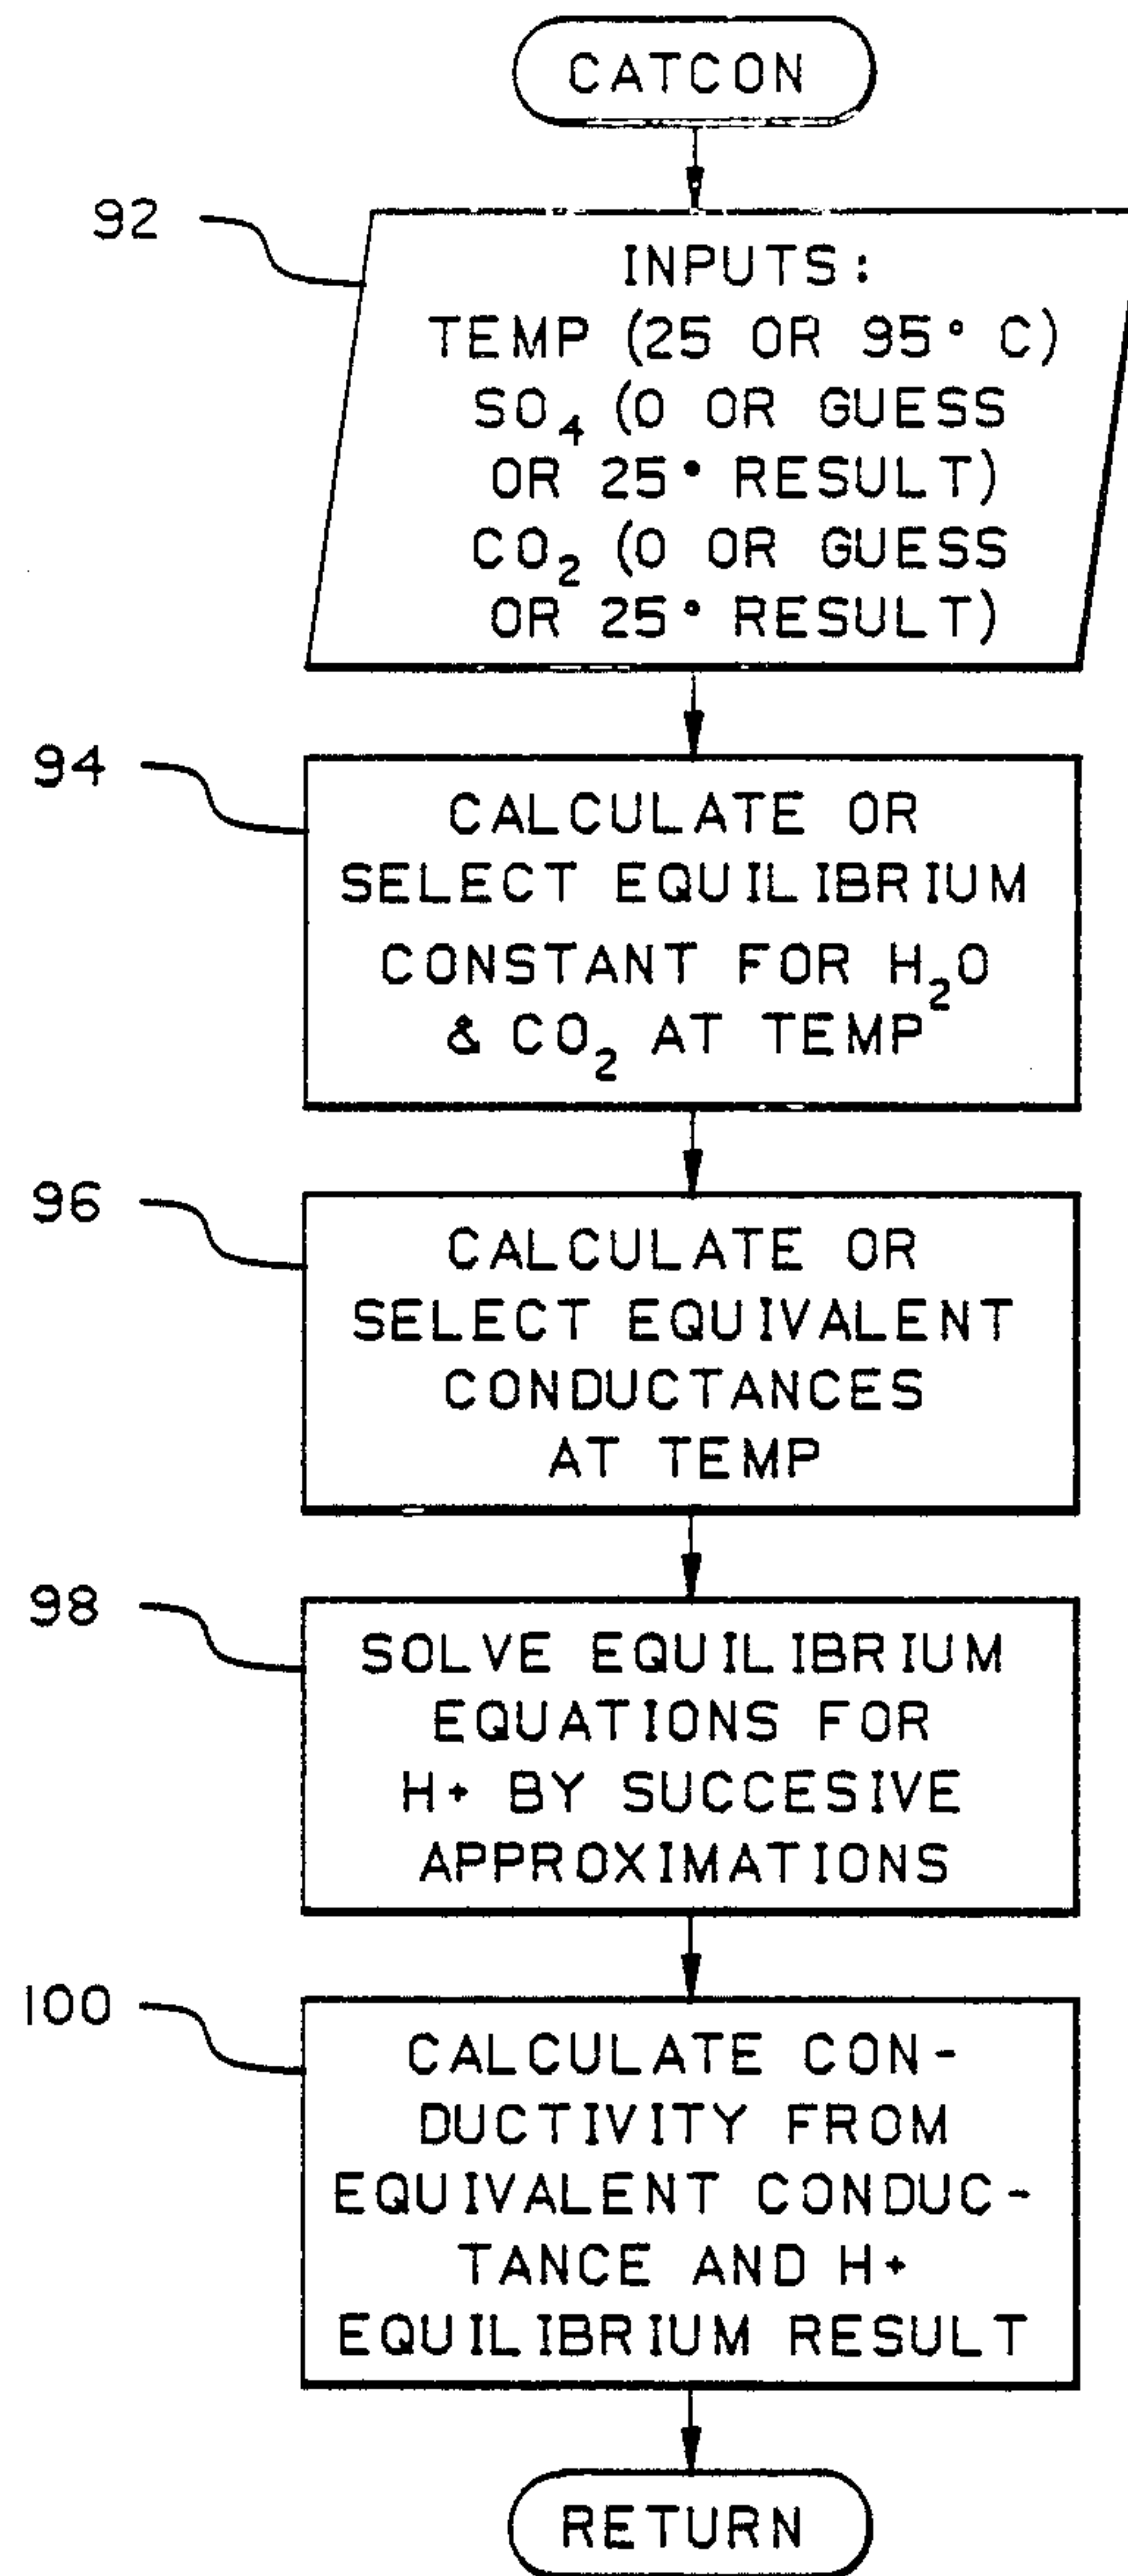 CATCON
92
INPUTS:
TEMP (25 OR 95° C)
SO₄ (0 OR GUESS
OR 25° RESULT)
CO₂ (0 OR GUESS
OR 25° RESULT)
94
CALCULATE OR
SELECT EQUILIBRIUM
CONSTANT FOR H₂O
& CO₂ AT TEMP
96
CALCULATE OR
SELECT EQUIVALENT
CONDUCTANCES
AT TEMP
98
SOLVE EQUILIBRIUM
EQUATIONS FOR
H+ BY SUCCESIVE
APPROXIMATIONS
100
CALCULATE CON-
DUCTIVITY FROM
EQUIVALENT CONDUC-
TANCE AND H+
EQUILIBRIUM RESULT
RETURN